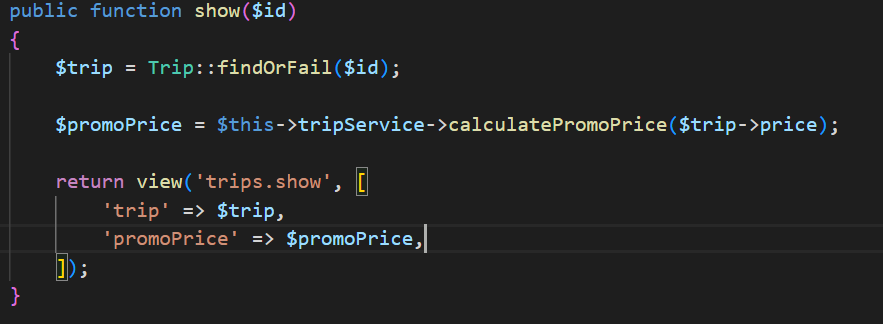 public function show($id)
{
    $trip = Trip::findOrFail($id);
    $promoPrice = $this->tripService->calculatePromoPrice($trip->price);
    return view('trips.show', [
        'trip' => $trip,
        'promoPrice' => $promoPrice,
    ]);
}